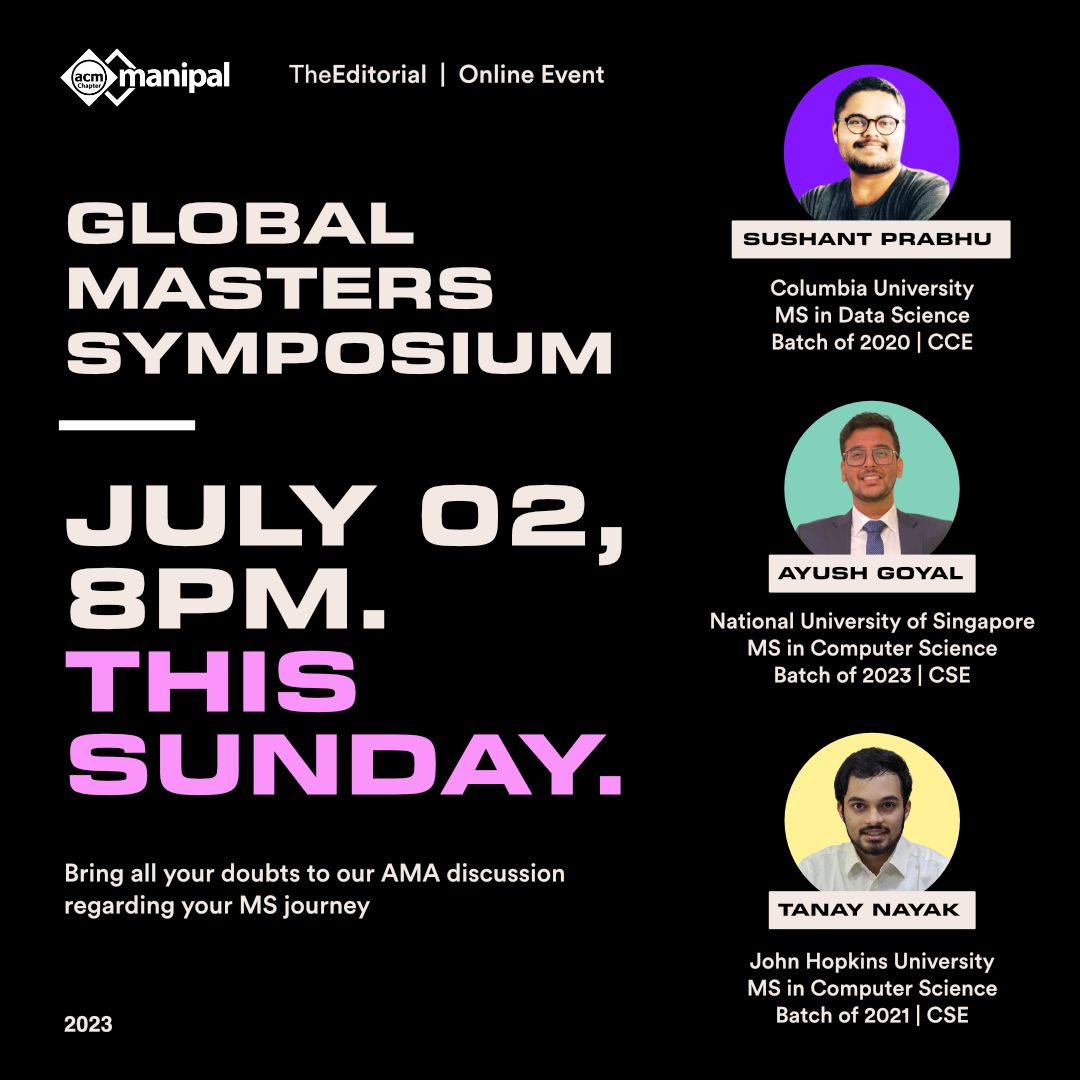 acm
Chapter
manipal
TheEditorial | Online Event
GLOBAL
MASTERS
SYMPOSIUM
JULY 02,
8PM.
THIS
SUNDAY.
Bring all your doubts to our AMA discussion
regarding your MS journey
2023
SUSHANT PRABHU
Columbia University
MS in Data Science
Batch of 2020 | CCE
AYUSH GOYAL
National University of Singapore
MS in Computer Science
Batch of 2023 | CSE
TANAY NAYAK
John Hopkins University
MS in Computer Science
Batch of 2021 | CSE